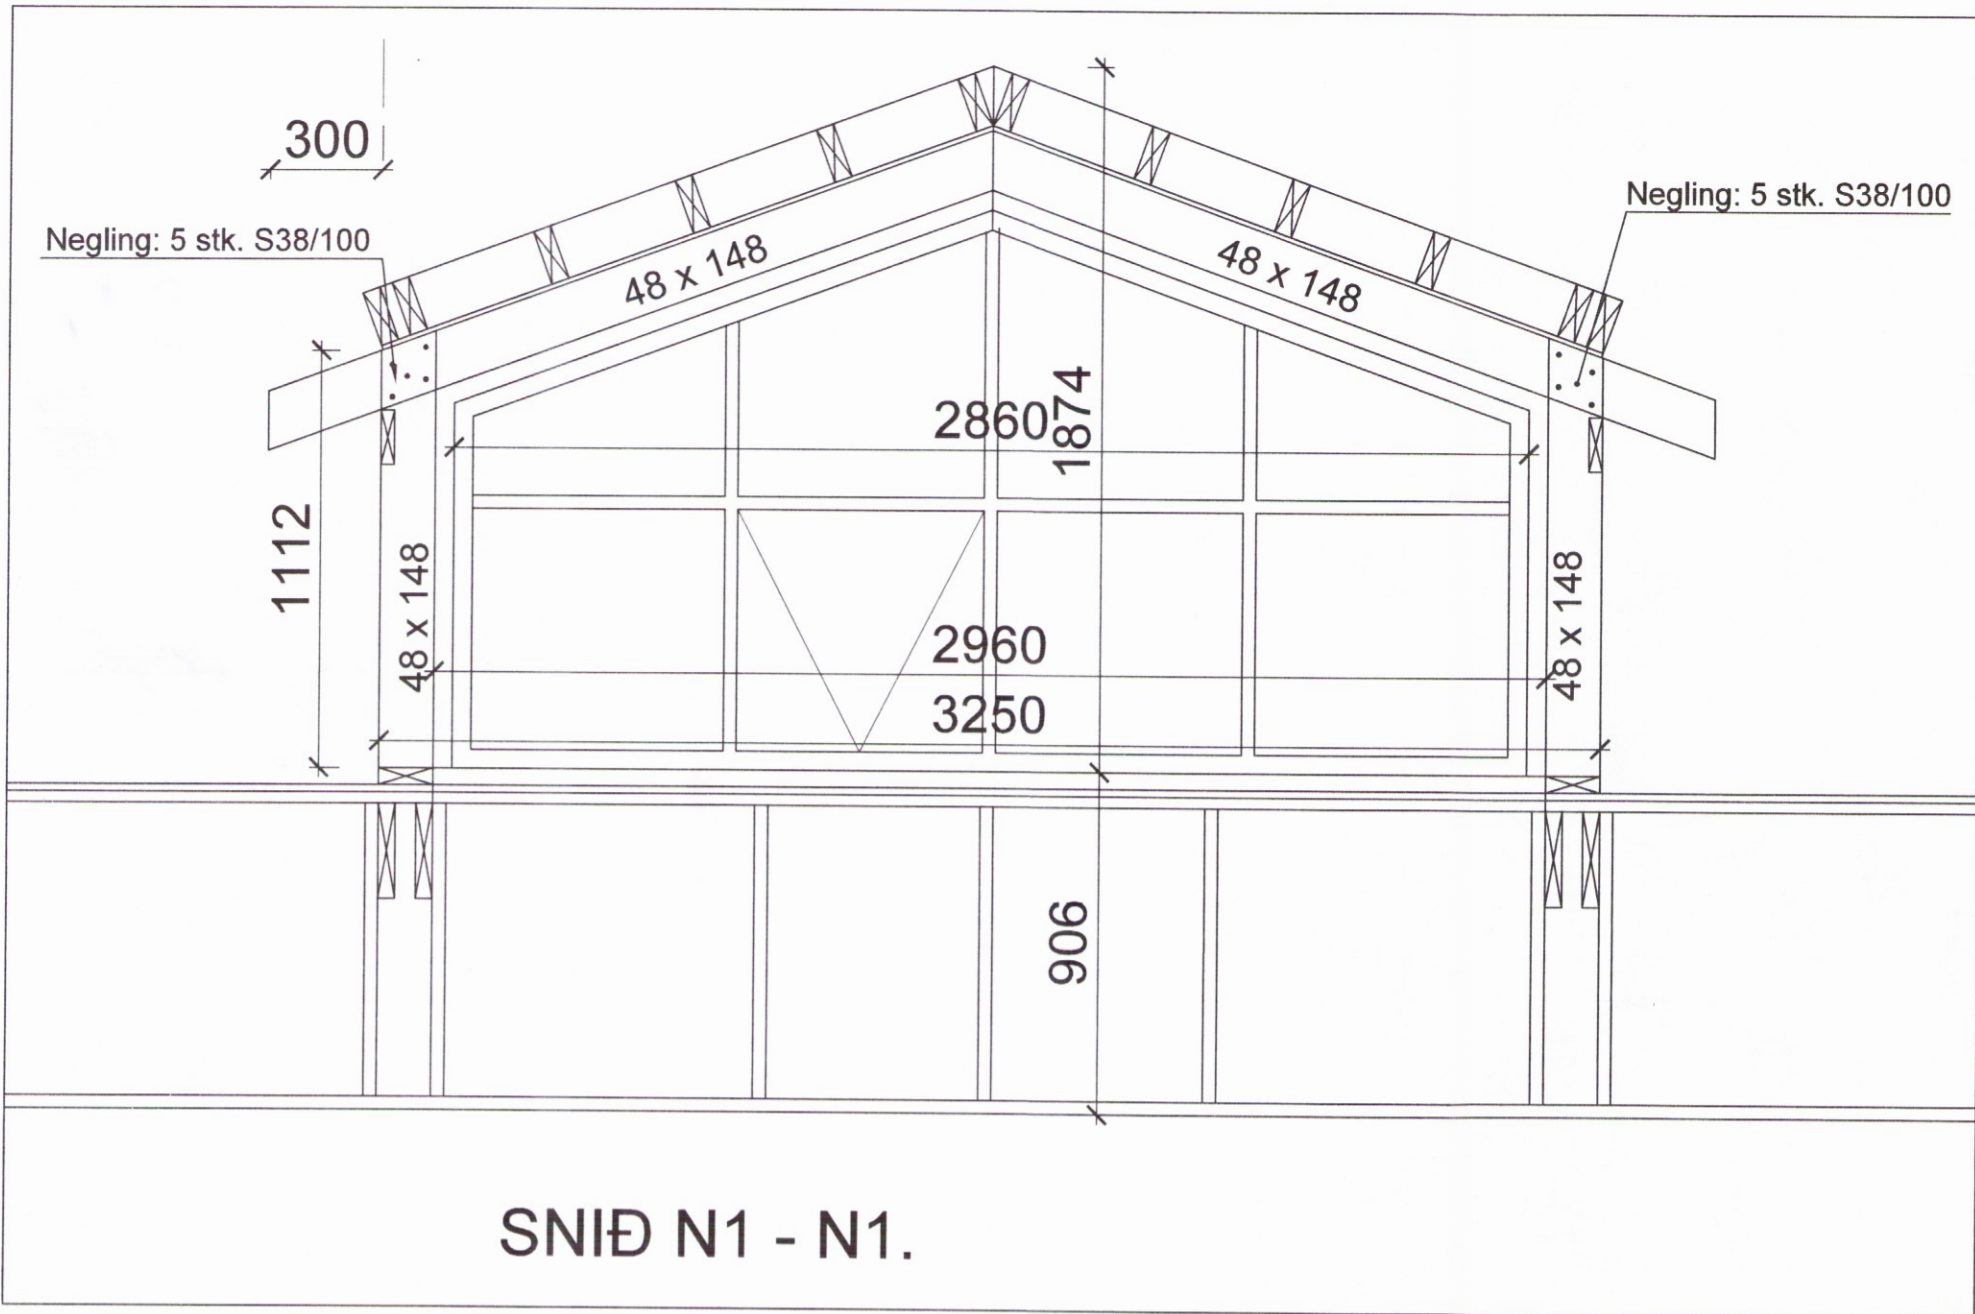 300
Negling: 5 stk. S38/100
Negling: 5 stk. S38/100
48 x 148
48 x 148
2860
1874
1112
48 x 148
2960
48 x 148
3250
906
SNIÐ N1 - N1.